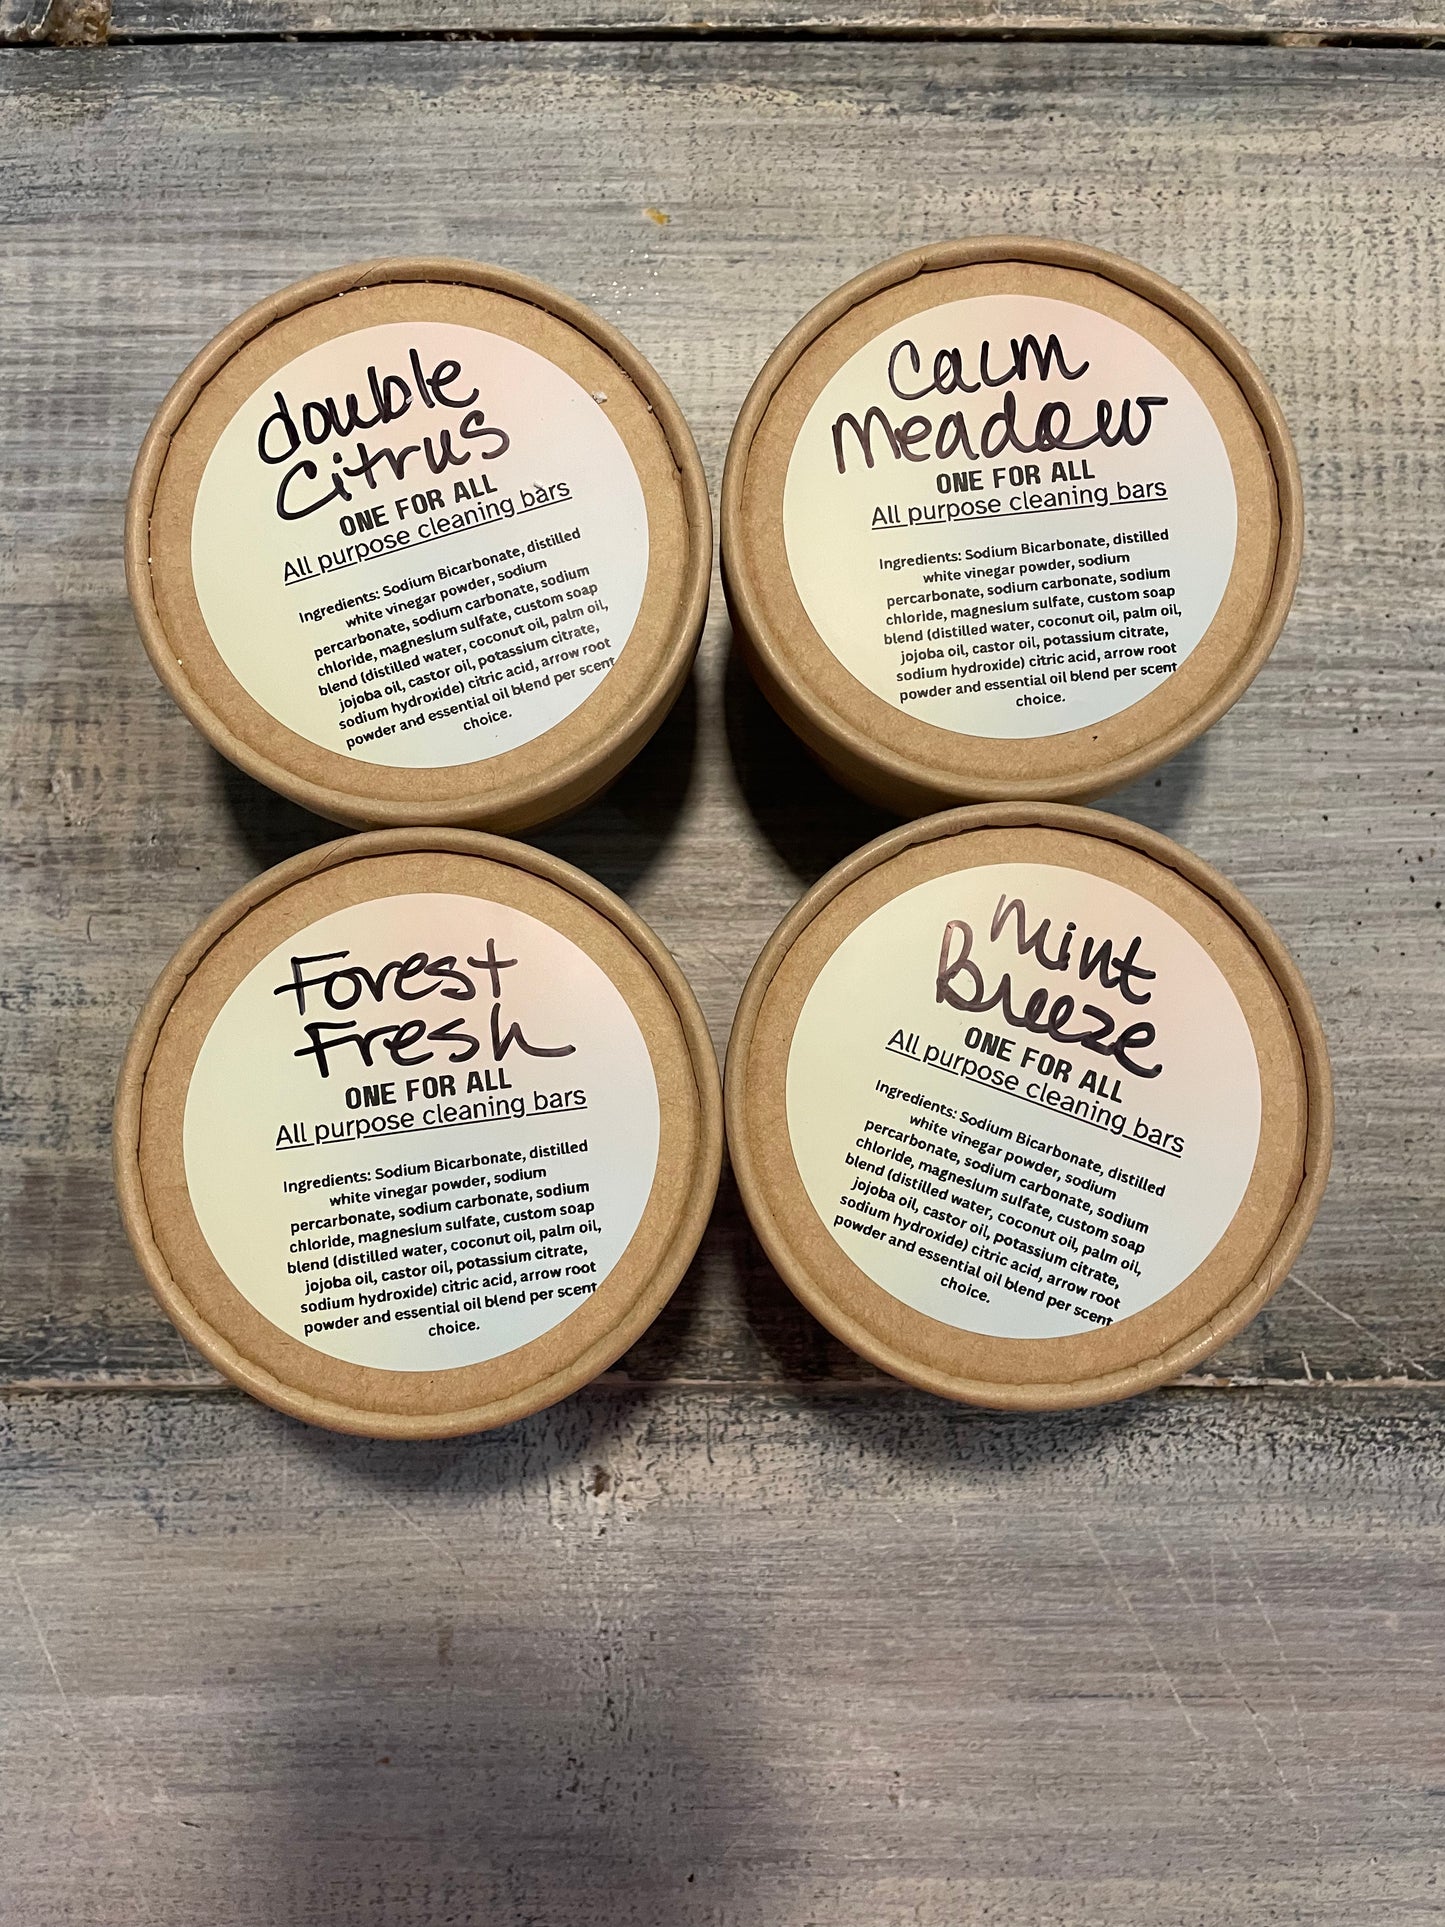 double
Citrus
ONE FOR ALL
All purpose cleaning bars
Ingredients: Sodium Bicarbonate, distilled
white vinegar powder, sodium
percarbonate, sodium carbonate, sodium
chloride, magnesium sulfate, custom soap
blend (distilled water, coconut oil, palm oil,
jojoba oil, castor oil, potassium citrate,
sodium hydroxide) citric acid, arrow root
powder and essential oil blend per scent
choice.
Calm
Meadow
ONE FOR ALL
All purpose cleaning bars
Ingredients: Sodium Bicarbonate, distilled
white vinegar powder, sodium
percarbonate, sodium carbonate, sodium
chloride, magnesium sulfate, custom soap
blend (distilled water, coconut oil, palm oil,
jojoba oil, castor oil, potassium citrate,
sodium hydroxide) citric acid, arrow root
powder and essential oil blend per scent
choice.
Forest
Fresh
ONE FOR ALL
All purpose cleaning bars
Ingredients: Sodium Bicarbonate, distilled
white vinegar powder, sodium
percarbonate, sodium carbonate, sodium
chloride, magnesium sulfate, custom soap
blend (distilled water, coconut oil, palm oil,
jojoba oil, castor oil, potassium citrate,
sodium hydroxide) citric acid, arrow root
powder and essential oil blend per scent
choice.
Mint
Breeze
ONE FOR ALL
All purpose cleaning bars
Ingredients: Sodium Bicarbonate, distilled
white vinegar powder, sodium
percarbonate, sodium carbonate, sodium
chloride, magnesium sulfate, custom soap
blend (distilled water, coconut oil, palm oil,
jojoba oil, castor oil, potassium citrate,
sodium hydroxide) citric acid, arrow root
powder and essential oil blend per scent
choice.